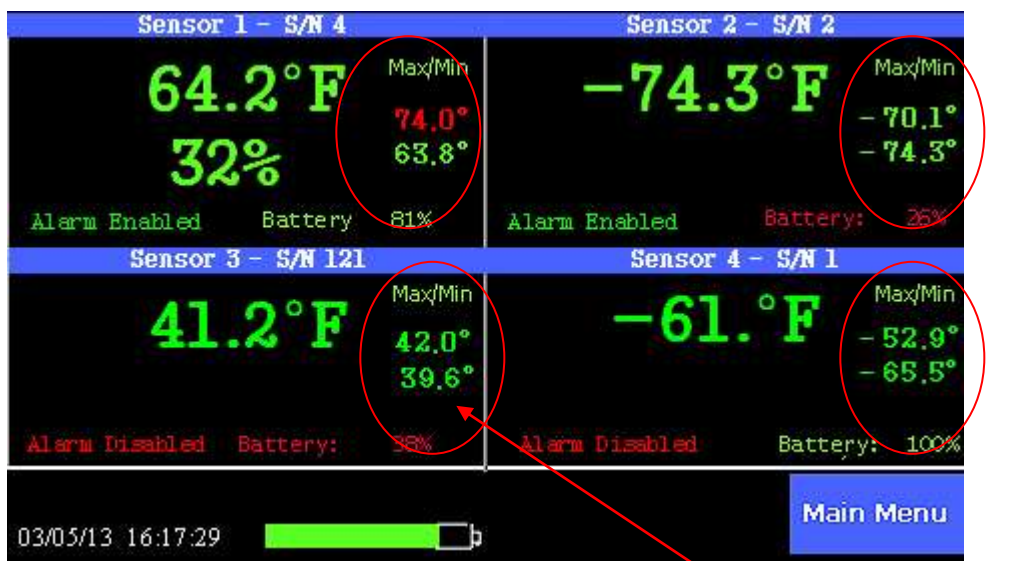 Sensor 1 - S/N 4
64.2°F
32%
Max/Min
74.0°
63.8°
Alarm Enabled Battery 81%
Sensor 2 - S/N 2
-74.3°F
Max/Min
-70.1°
-74.3°
Alarm Enabled Battery: 26%
Sensor 3 - S/N 121
41.2°F
Max/Min
42.0°
39.6°
Alarm Disabled Battery:
Sensor 4 - S/N 1
-61.°F
Max/Min
-52.9°
-65.5°
Alarm Disabled Battery: 100%
03/05/13 16:17:29
Main Menu